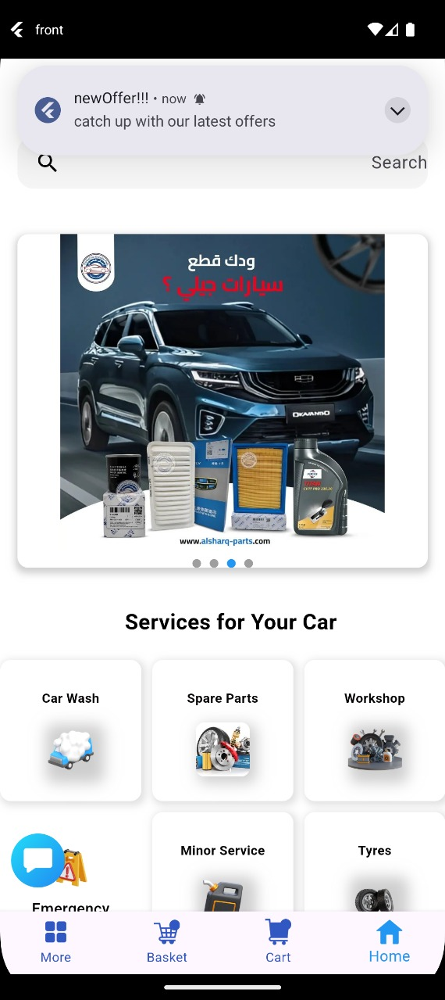 front
newOffer!!! • now
catch up with our latest offers
Search
ودك قطع
سيارات جيلي ؟
OKAVANGO
FUCHS
www.alsharq-parts.com
Services for Your Car
Car Wash
Spare Parts
Workshop
Minor Service
Tyres
Emergency
More
Basket
Cart
Home